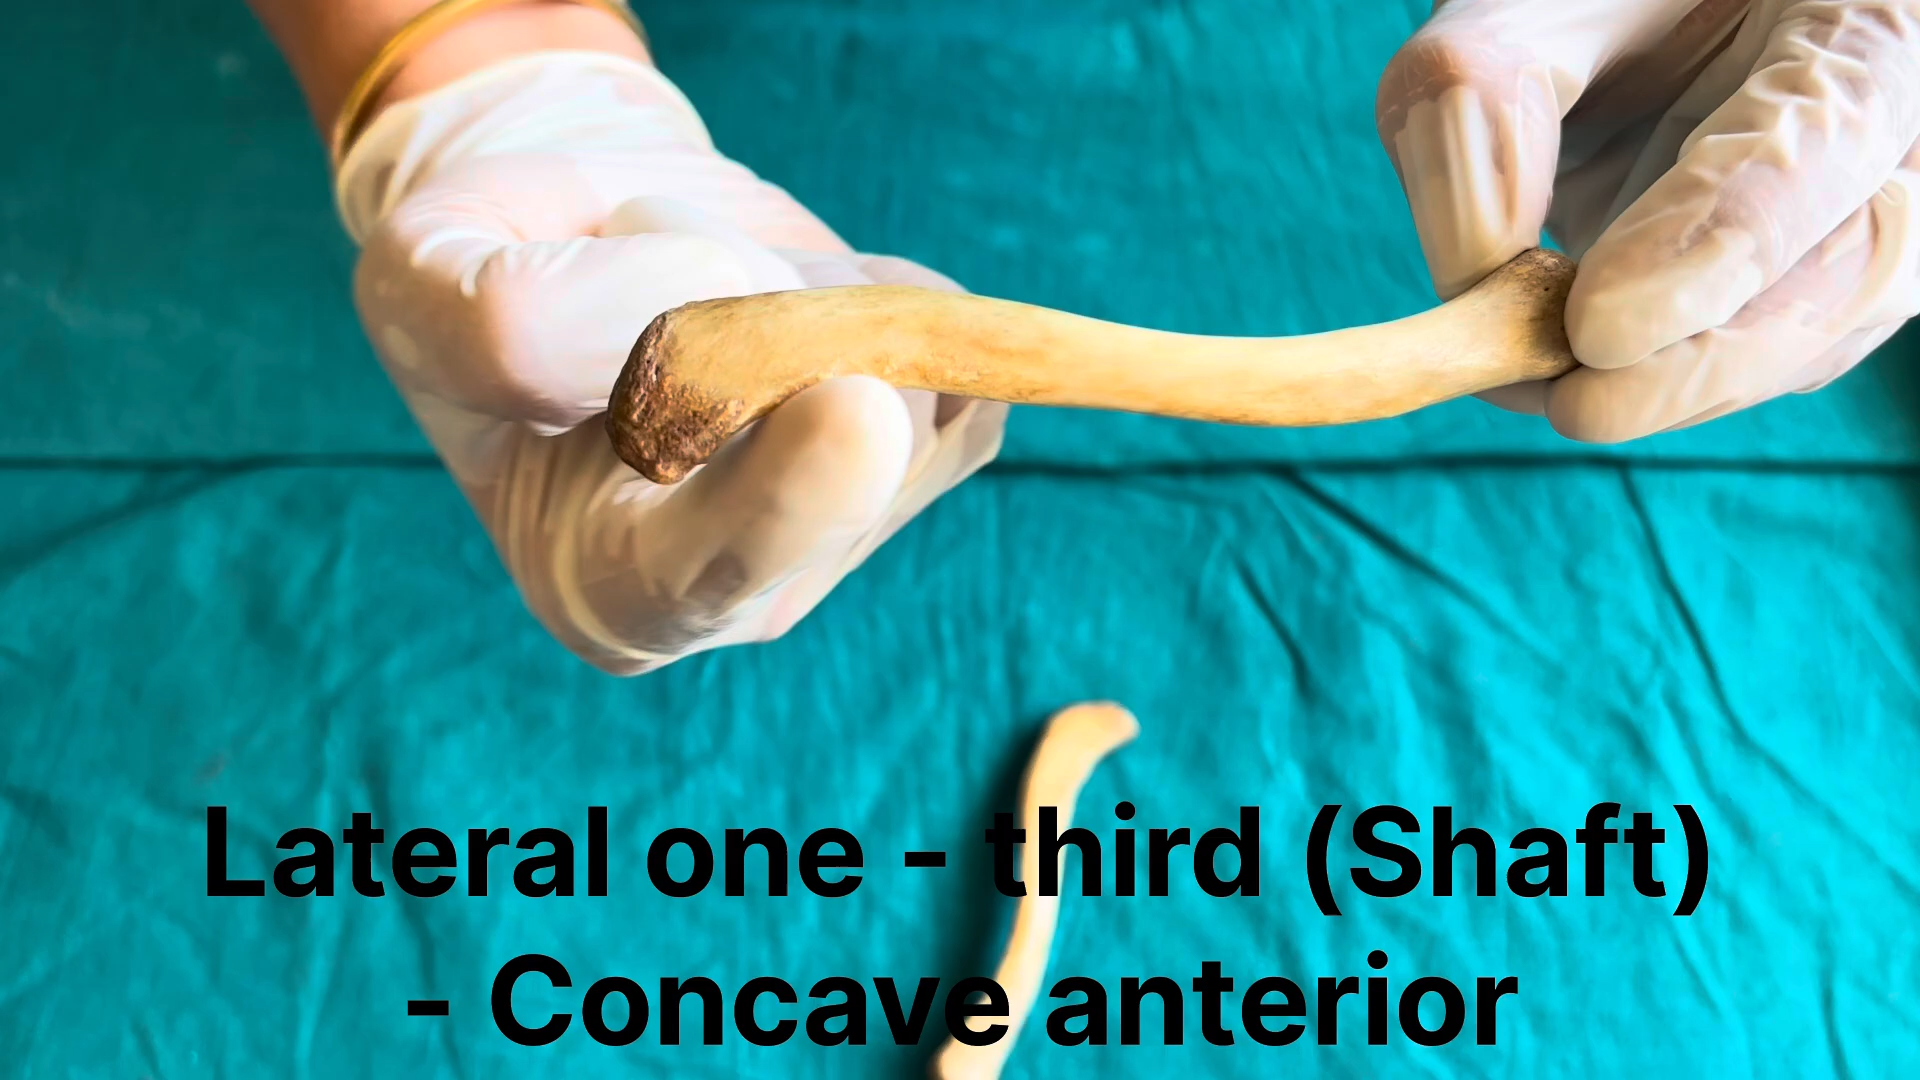 Lateral one - third (Shaft)
- Concave anterior